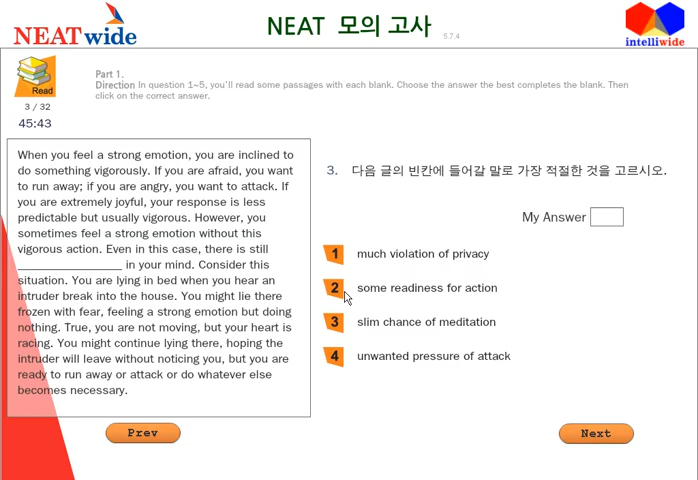 NEATwide
NEAT 모의 고사
5.7.4
intelliwide
Read
3 / 32
45:43
Part 1.
Direction In question 1~5, you'll read some passages with each blank. Choose the answer the best completes the blank. Then
click on the correct answer.
When you feel a strong emotion, you are inclined to
do something vigorously. If you are afraid, you want
to run away; if you are angry, you want to attack. If
you are extremely joyful, your response is less
predictable but usually vigorous. However, you
sometimes feel a strong emotion without this
vigorous action. Even in this case, there is still
_________________ in your mind. Consider this
situation. You are lying in bed when you hear an
intruder break into the house. You might lie there
frozen with fear, feeling a strong emotion but doing
nothing. True, you are not moving, but your heart is
racing. You might continue lying there, hoping the
intruder will leave without noticing you, but you are
ready to run away or attack or do whatever else
becomes necessary.
3. 다음 글의 빈칸에 들어갈 말로 가장 적절한 것을 고르시오.
My Answer
1 much violation of privacy
2 some readiness for action
3 slim chance of meditation
4 unwanted pressure of attack
Prev
Next